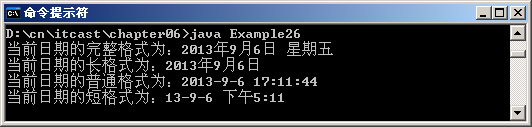 命令提示符
D:\cn\itcast\chapter06>java Example26
当前日期的完整格式为：2013年9月6日 星期五
当前日期的长格式为：2013年9月6日
当前日期的普通格式为：2013-9-6 17:11:44
当前日期的短格式为：13-9-6 下午5:11